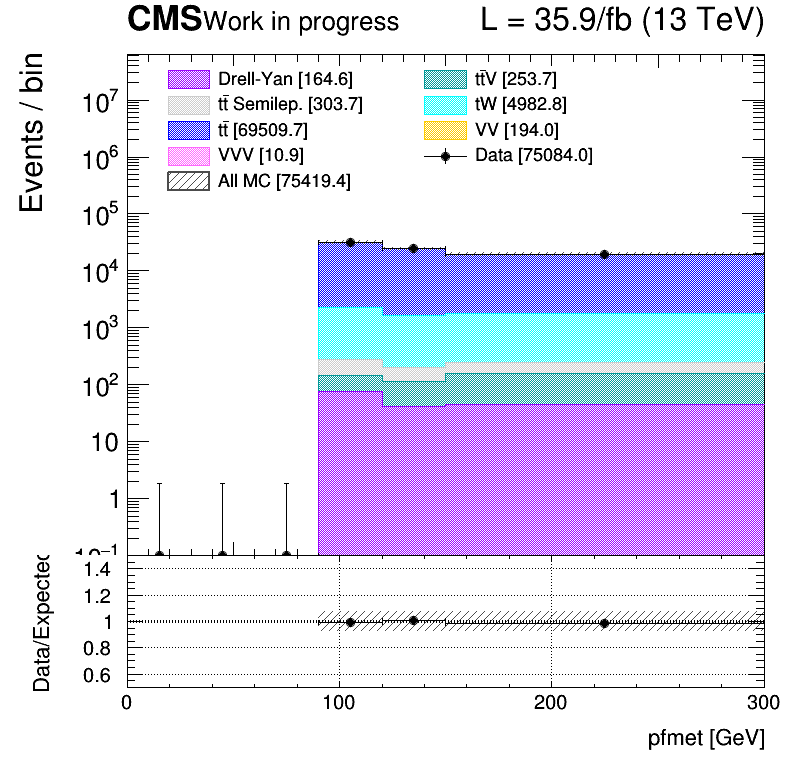 CMS Work in progress L = 35.9/fb (13 TeV)
Events / bin
Drell-Yan [164.6]
tt̄ Semilep. [303.7]
tt̄ [69509.7]
VVV [10.9]
All MC [75419.4]
tt̄V [253.7]
tW [4982.8]
VV [194.0]
Data [75084.0]
10⁷
10⁶
10⁵
10⁴
10³
10²
10
1
10⁻¹
Data/Expected
1.4
1.2
1
0.8
0.6
0 100 200 300
pfmet [GeV]